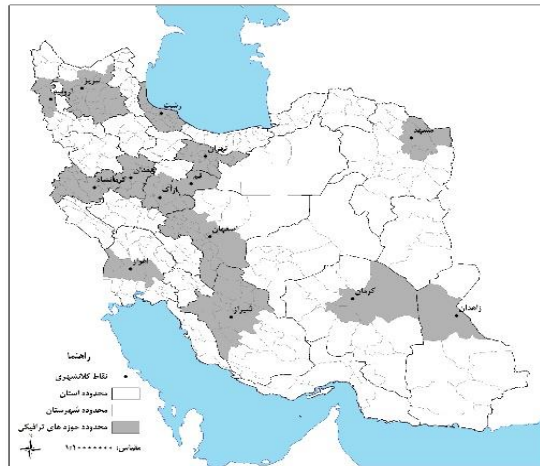 تبریز
ارومیه
رشت
مشهد
تهران
همدان
قم
کرمانشاه
اراک
اصفهان
اهواز
کرمان
شیراز
زاهدان
راهنما
نقاط کلانشهری
محدوده استان
محدوده شهرستان
محدوده حوزه های ترافیکی
مقیاس: